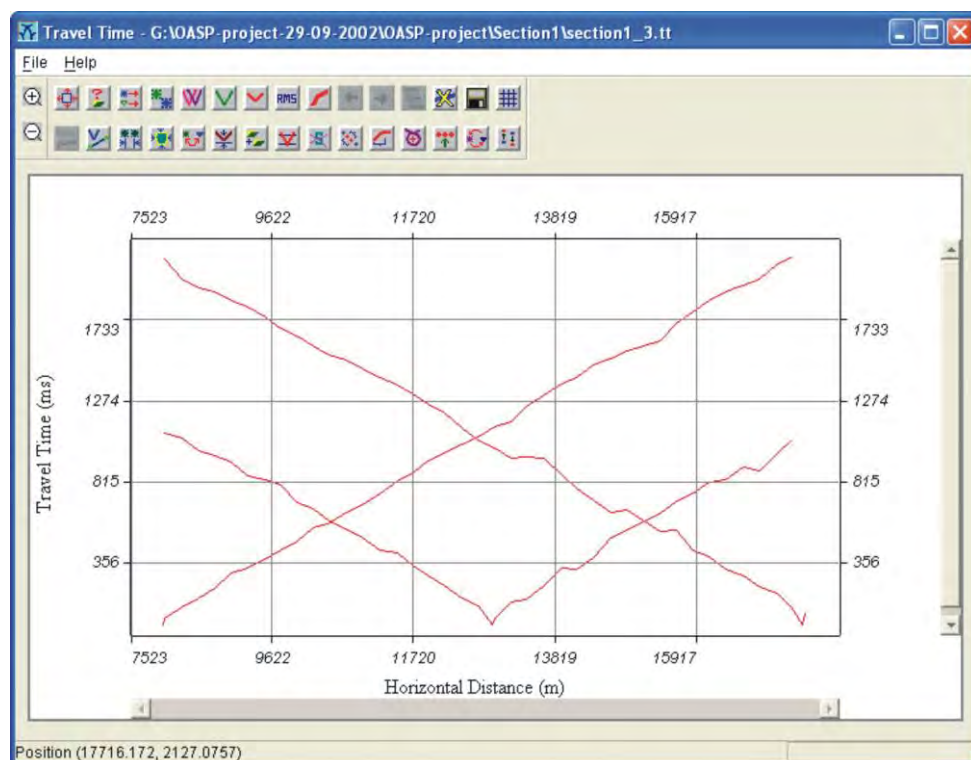 Travel Time - G:\OASP-project-29-09-2002\OASP-project\Section1\section1_3.tt
File Help
RMS
7523 9622 11720 13819 15917
1733 1733
1274 1274
815 815
356 356
Travel Time (ms)
7523 9622 11720 13819 15917
Horizontal Distance (m)
Position (17716.172, 2127.0757)